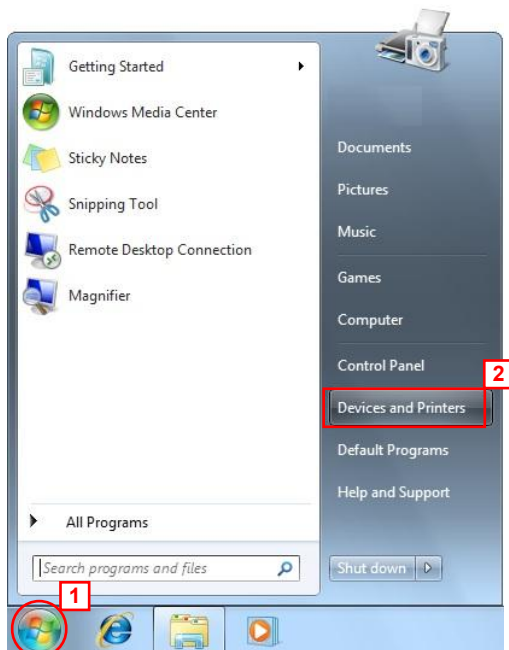 Getting Started
Windows Media Center
Sticky Notes
Snipping Tool
Remote Desktop Connection
Magnifier
All Programs
Search programs and files
Documents
Pictures
Music
Games
Computer
Control Panel
2
Devices and Printers
Default Programs
Help and Support
Shut down
1